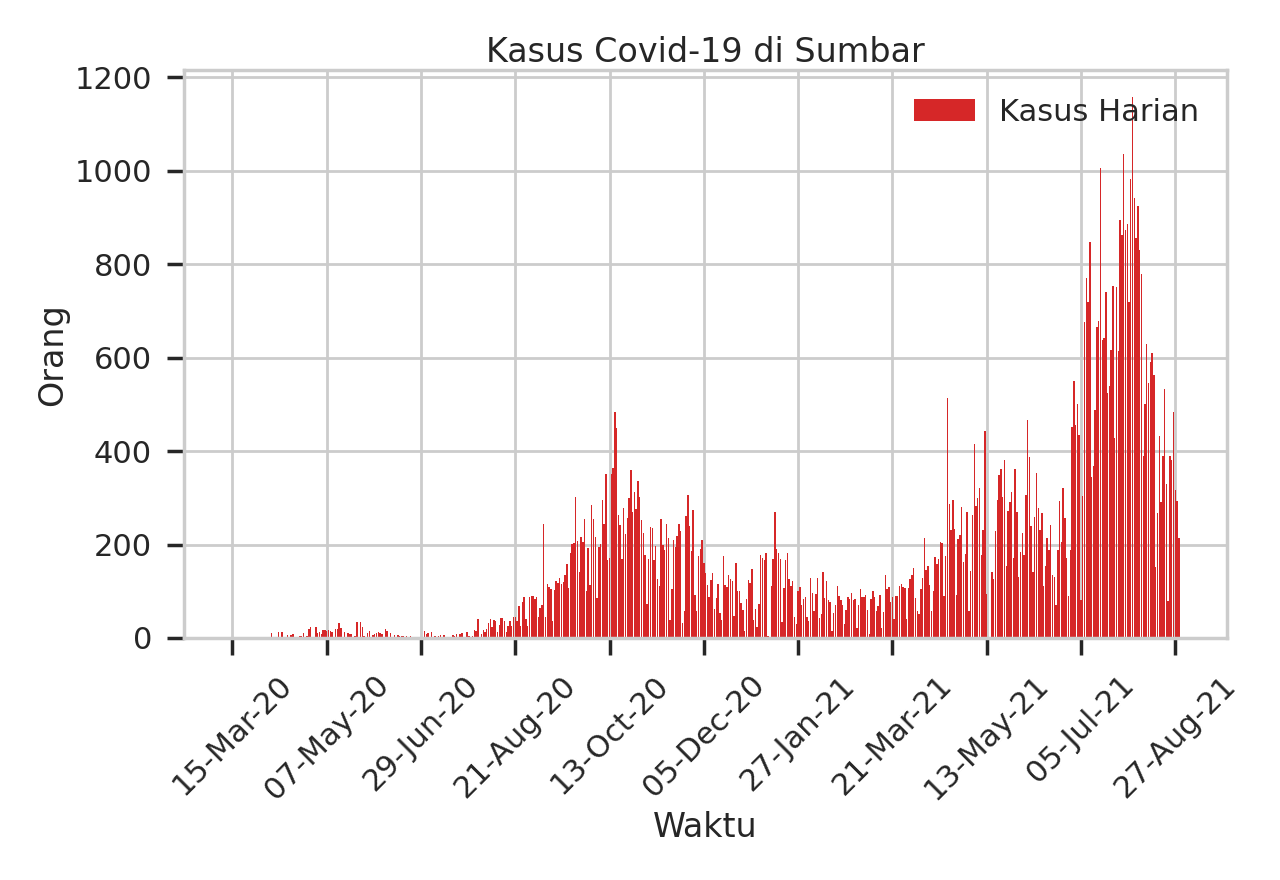 Kasus Covid-19 di Sumbar
Kasus Harian
1200
1000
800
600
400
200
0
Orang
15-Mar-20
07-May-20
29-Jun-20
21-Aug-20
13-Oct-20
05-Dec-20
27-Jan-21
21-Mar-21
13-May-21
05-Jul-21
27-Aug-21
Waktu